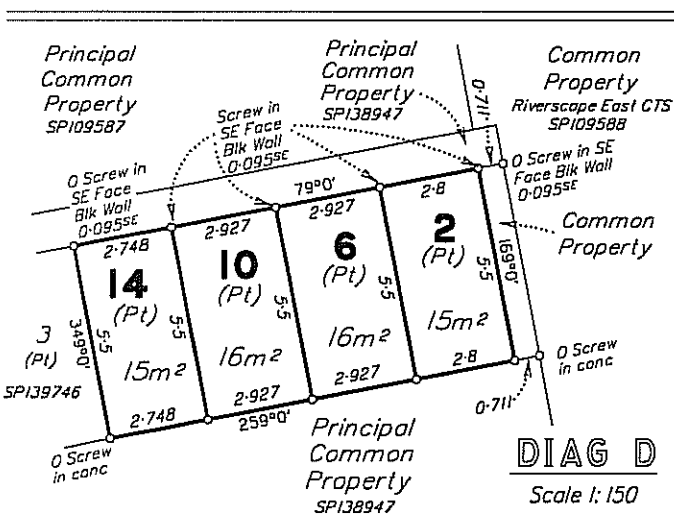 Principal
Common
Property
SP109587
Principal
Common
Property
SP138947
0·711
Common
Property
Riverscape East CTS
SP109588
Screw in
SE Face
Blk Wall
0·095SE
O Screw in
SE Face
Blk Wall
0·095SE
O Screw in SE
Face Blk Wall
0·095SE
79°0'
2·748
2·927
2·927
2·8
Common
Property
14
(Pt)
10
(Pt)
6
(Pt)
2
(Pt)
169°0'
3
(Pt)
SP139746
349°0'
5·5
5·5
5·5
5·5
5·5
15m²
16m²
16m²
15m²
2·748
2·927
2·927
2·8
259°0'
0·711
O Screw
in conc
O Screw
in conc
Principal
Common
Property
SP138947
DIAG D
Scale 1:150